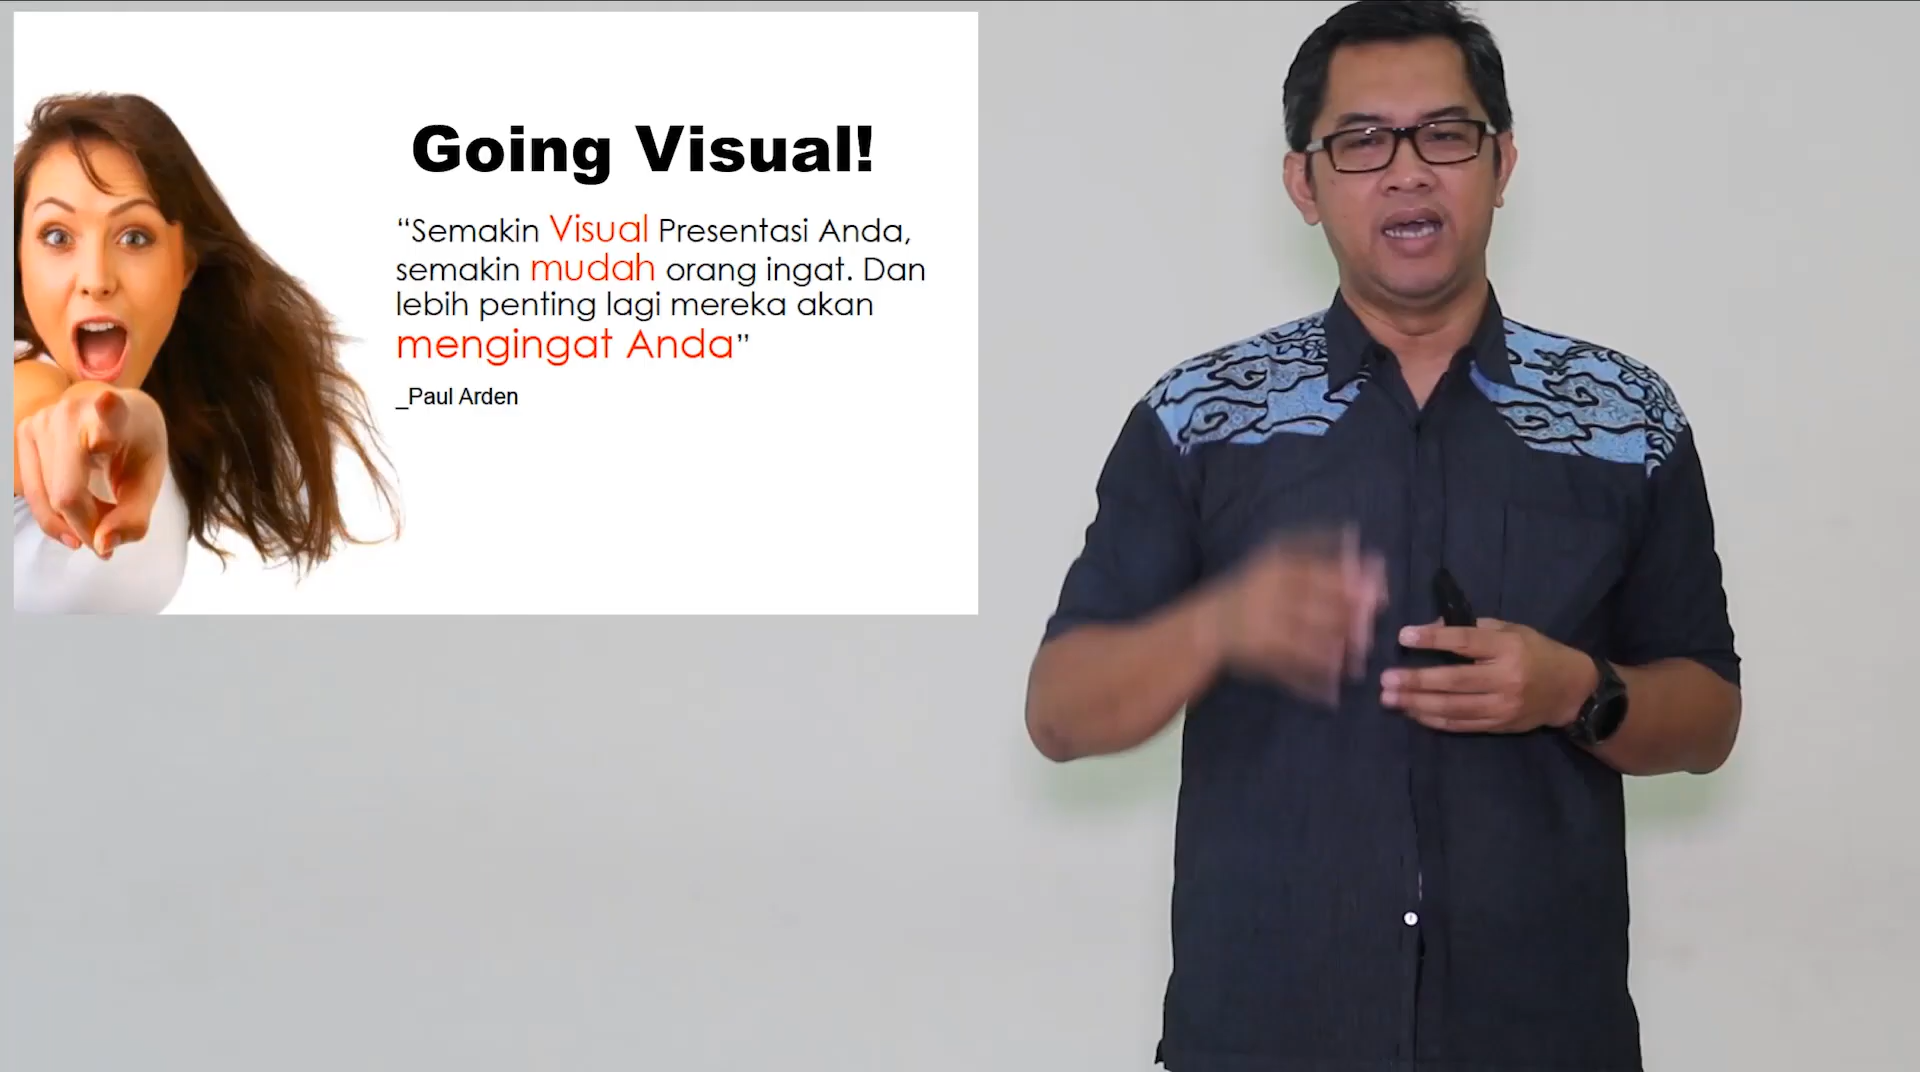 Going Visual!
“Semakin Visual Presentasi Anda,
semakin mudah orang ingat. Dan
lebih penting lagi mereka akan
mengingat Anda”
_Paul Arden